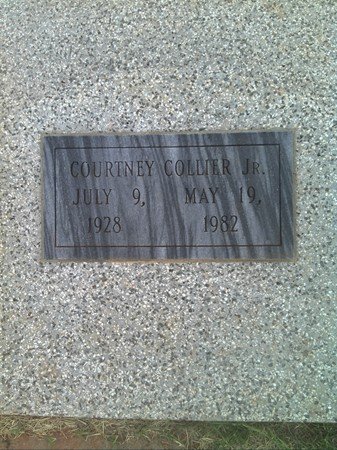 COURTNEY COLLIER JR.
JULY 9, MAY 19,
1928 1982